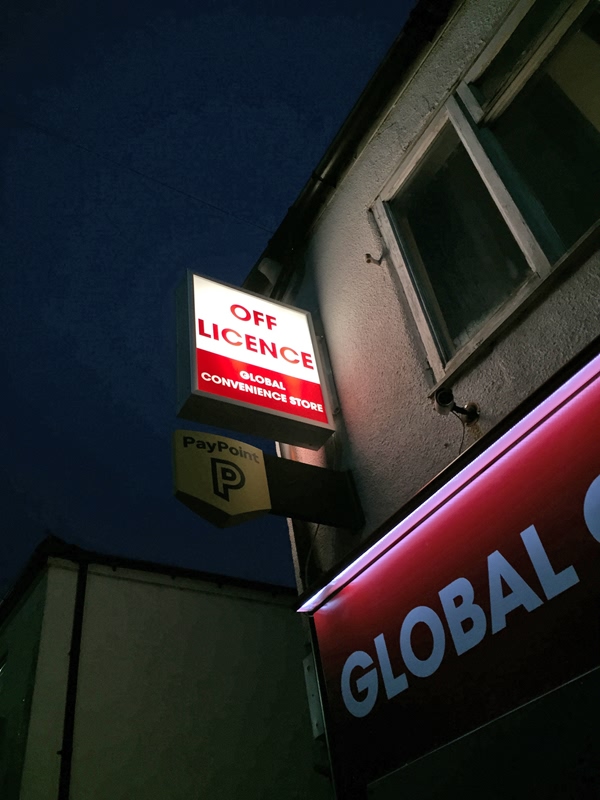 OFF
LICENCE
GLOBAL
CONVENIENCE STORE
PayPoint
P
GLOBAL